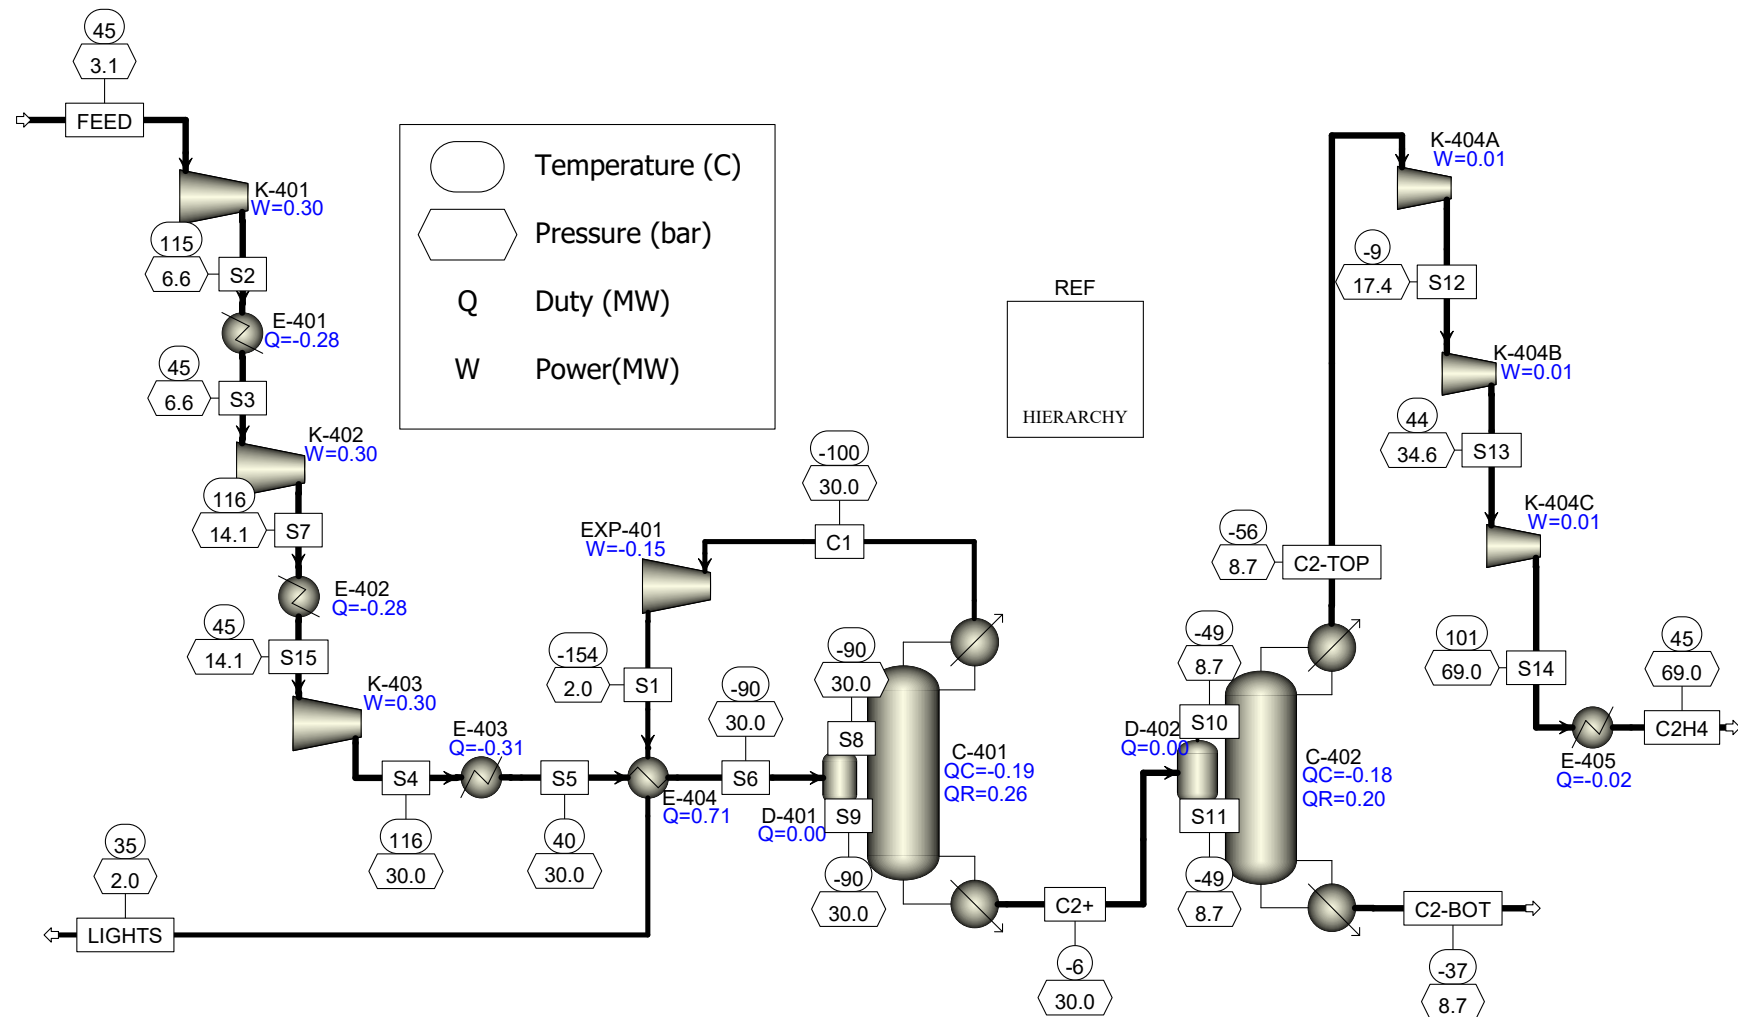 45
3.1
FEED
K-401
W=0.30
115
6.6
S2
E-401
Q=-0.28
45
6.6
S3
K-402
W=0.30
116
14.1
S7
E-402
Q=-0.28
45
14.1
S15
K-403
W=0.30
E-403
Q=-0.31
S4
116
30.0
S5
40
30.0
35
2.0
LIGHTS
Temperature (C)
Pressure (bar)
Q Duty (MW)
W Power(MW)
REF
HIERARCHY
-100
30.0
C1
EXP-401
W=-0.15
-154
2.0
S1
E-404
Q=0.71
-90
30.0
S6
D-401
Q=0.00
-90
30.0
S8
S9
-90
30.0
C-401
QC=-0.19
QR=0.26
C2+
-6
30.0
D-402
Q=0.00
-49
8.7
S10
S11
-49
8.7
C-402
QC=-0.18
QR=0.20
-56
8.7
C2-TOP
C2-BOT
-37
8.7
K-404A
W=0.01
-9
17.4
S12
K-404B
W=0.01
44
34.6
S13
K-404C
W=0.01
101
69.0
S14
E-405
Q=-0.02
45
69.0
C2H4